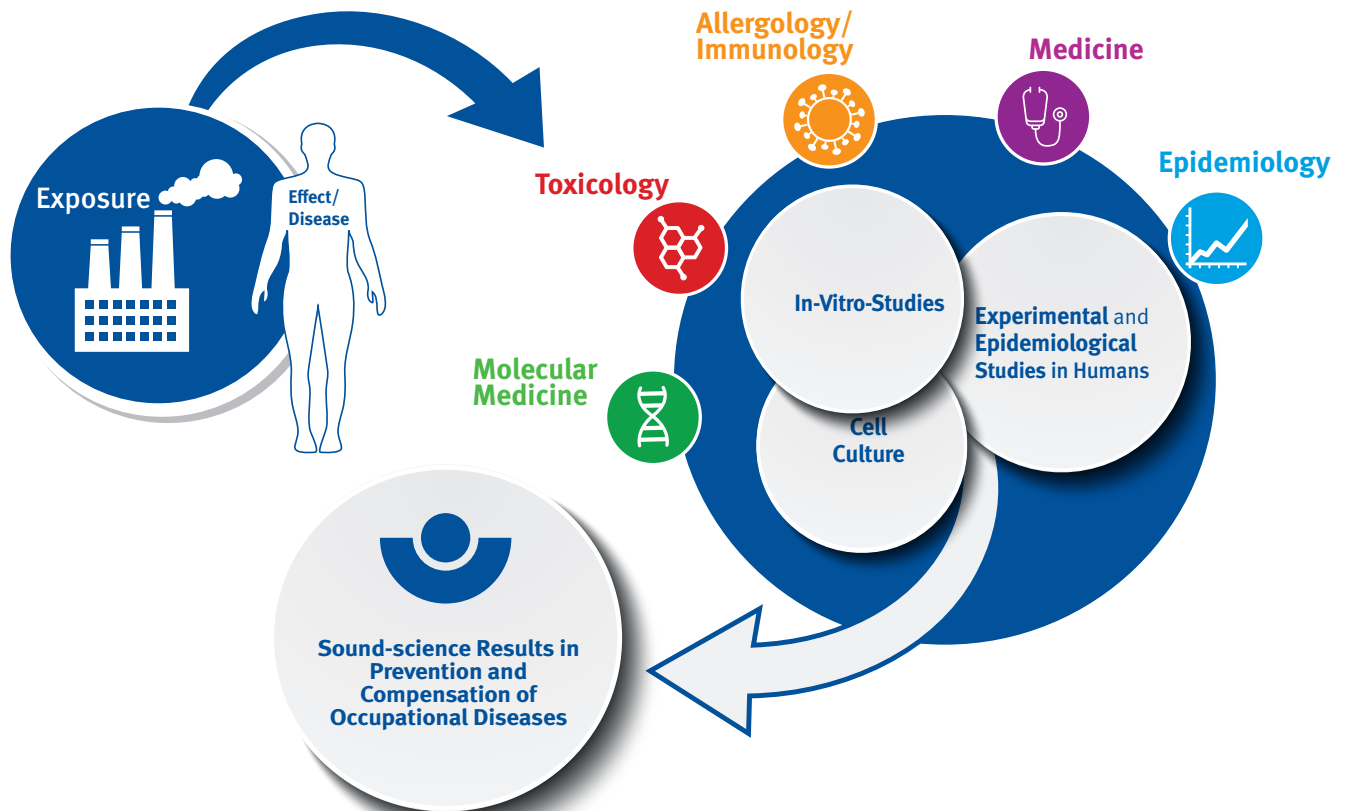 Exposure
Effect/
Disease
Allergology/
Immunology
Medicine
Epidemiology
Toxicology
Molecular
Medicine
In-Vitro-Studies
Experimental and
Epidemiological
Studies in Humans
Cell
Culture
Sound-science Results in
Prevention and
Compensation of
Occupational Diseases